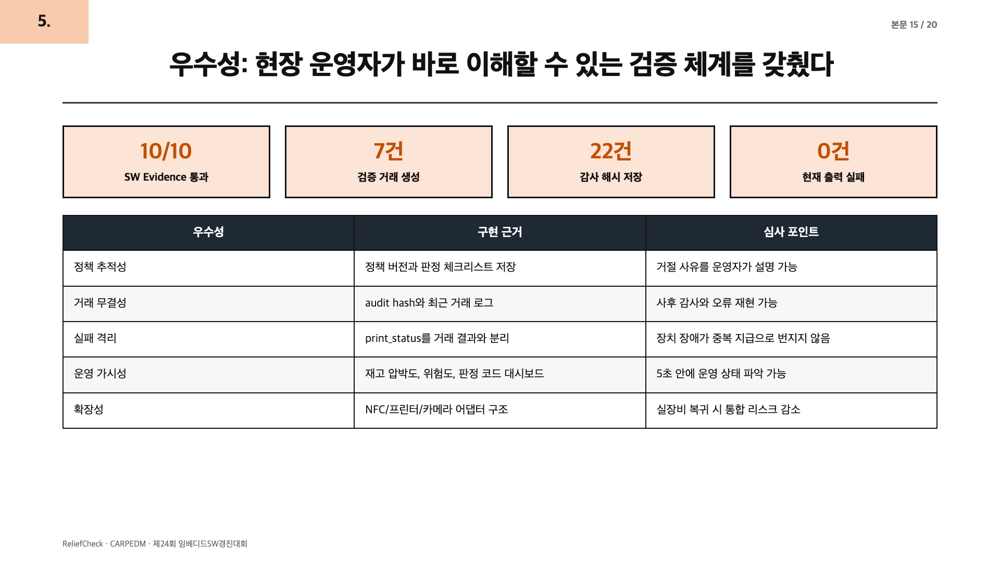 5.
본문 15 / 20
우수성: 현장 운영자가 바로 이해할 수 있는 검증 체계를 갖췄다
10/10
SW Evidence 통과
7건
검증 거래 생성
22건
감사 해시 저장
0건
현재 출력 실패
우수성 구현 근거 심사 포인트
정책 추적성 정책 버전과 판정 체크리스트 저장 거절 사유를 운영자가 설명 가능
거래 무결성 audit hash와 최근 거래 로그 사후 감사와 오류 재현 가능
실패 격리 print_status를 거래 결과와 분리 장치 장애가 중복 지급으로 번지지 않음
운영 가시성 재고 압박도, 위험도, 판정 코드 대시보드 5초 안에 운영 상태 파악 가능
확장성 NFC/프린터/카메라 어댑터 구조 실장비 복귀 시 통합 리스크 감소
ReliefCheck · CARPEDM · 제24회 임베디드SW경진대회